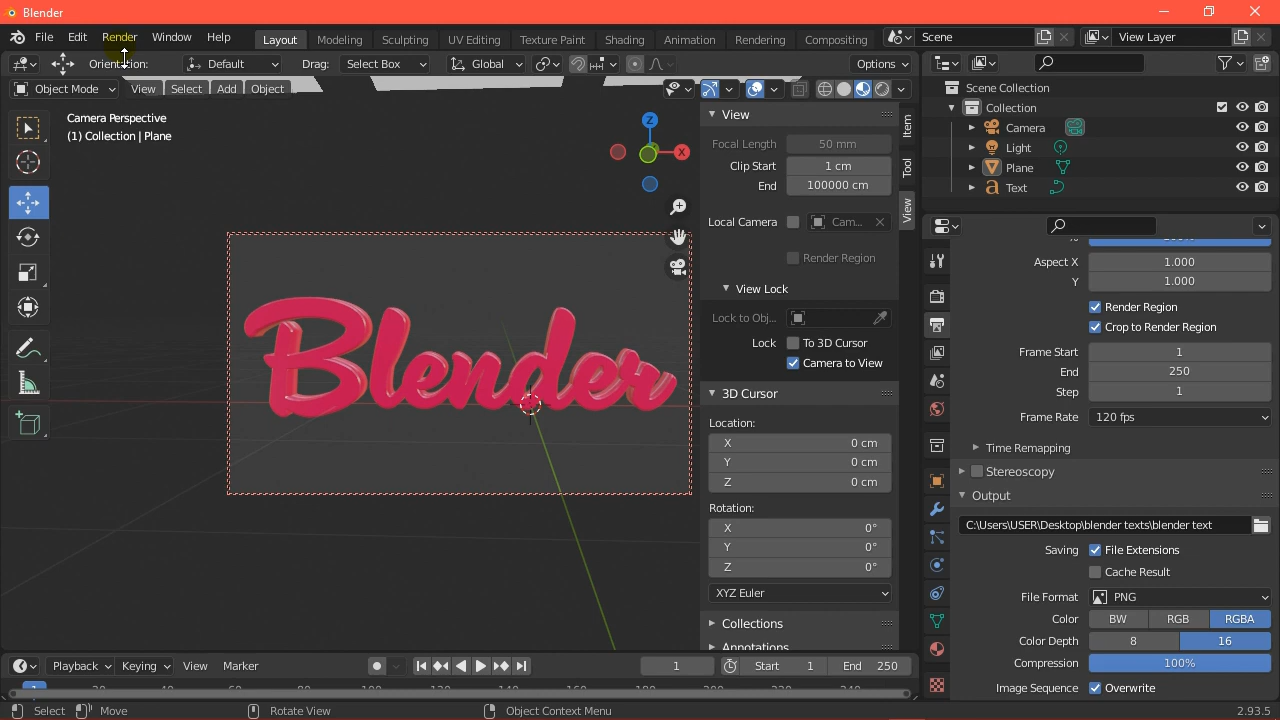 Blender
File Edit Render Window Help
Layout Modeling Sculpting UV Editing Texture Paint Shading Animation Rendering Compositing
Scene
View Layer
Orientation: Default Drag: Select Box Global Options
Object Mode View Select Add Object
Camera Perspective
(1) Collection | Plane
Z
X
Blender
View
Focal Length 50 mm
Clip Start 1 cm
End 100000 cm
Local Camera Cam...
Render Region
View Lock
Lock to Obj...
Lock To 3D Cursor
Camera to View
3D Cursor
Location:
X 0 cm
Y 0 cm
Z 0 cm
Rotation:
X 0°
Y 0°
Z 0°
XYZ Euler
Collections
Annotations
Item
Tool
View
Scene Collection
Collection
Camera
Light
Plane
Text
Aspect X 1.000
Y 1.000
Render Region
Crop to Render Region
Frame Start 1
End 250
Step 1
Frame Rate 120 fps
Time Remapping
Stereoscopy
Output
C:\Users\USER\Desktop\blender texts\blender text
Saving File Extensions
Cache Result
File Format PNG
Color BW RGB RGBA
Color Depth 8 16
Compression 100%
Image Sequence Overwrite
Playback Keying View Marker 1 Start 1 End 250
1
Select Move Rotate View Object Context Menu 2.93.5